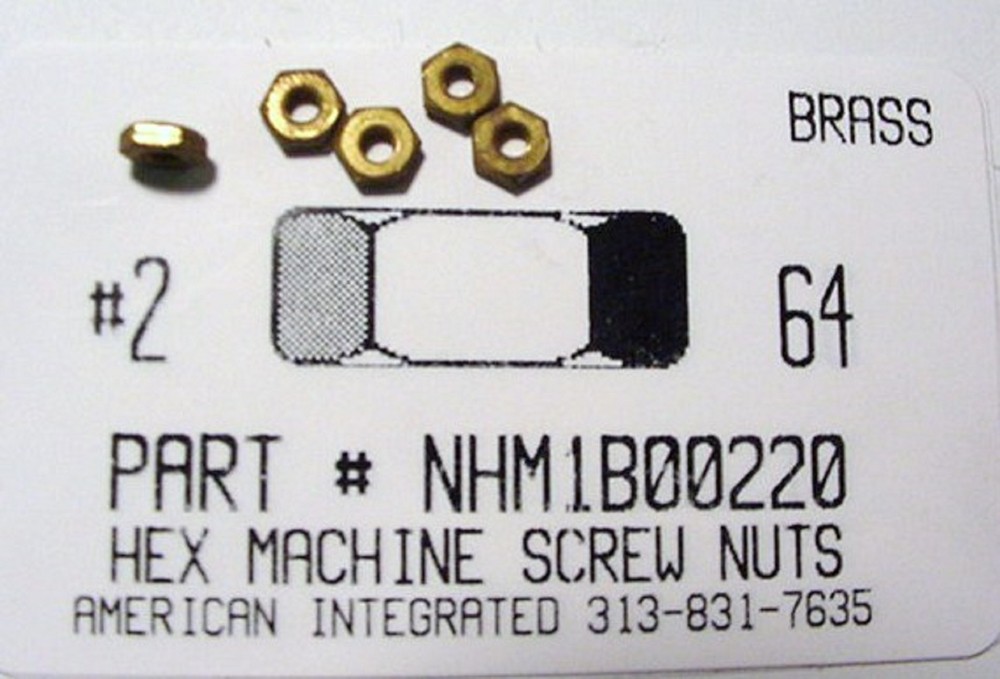 BRASS
#2 64
PART # NHM1B00220
HEX MACHINE SCREW NUTS
AMERICAN INTEGRATED 313-831-7635